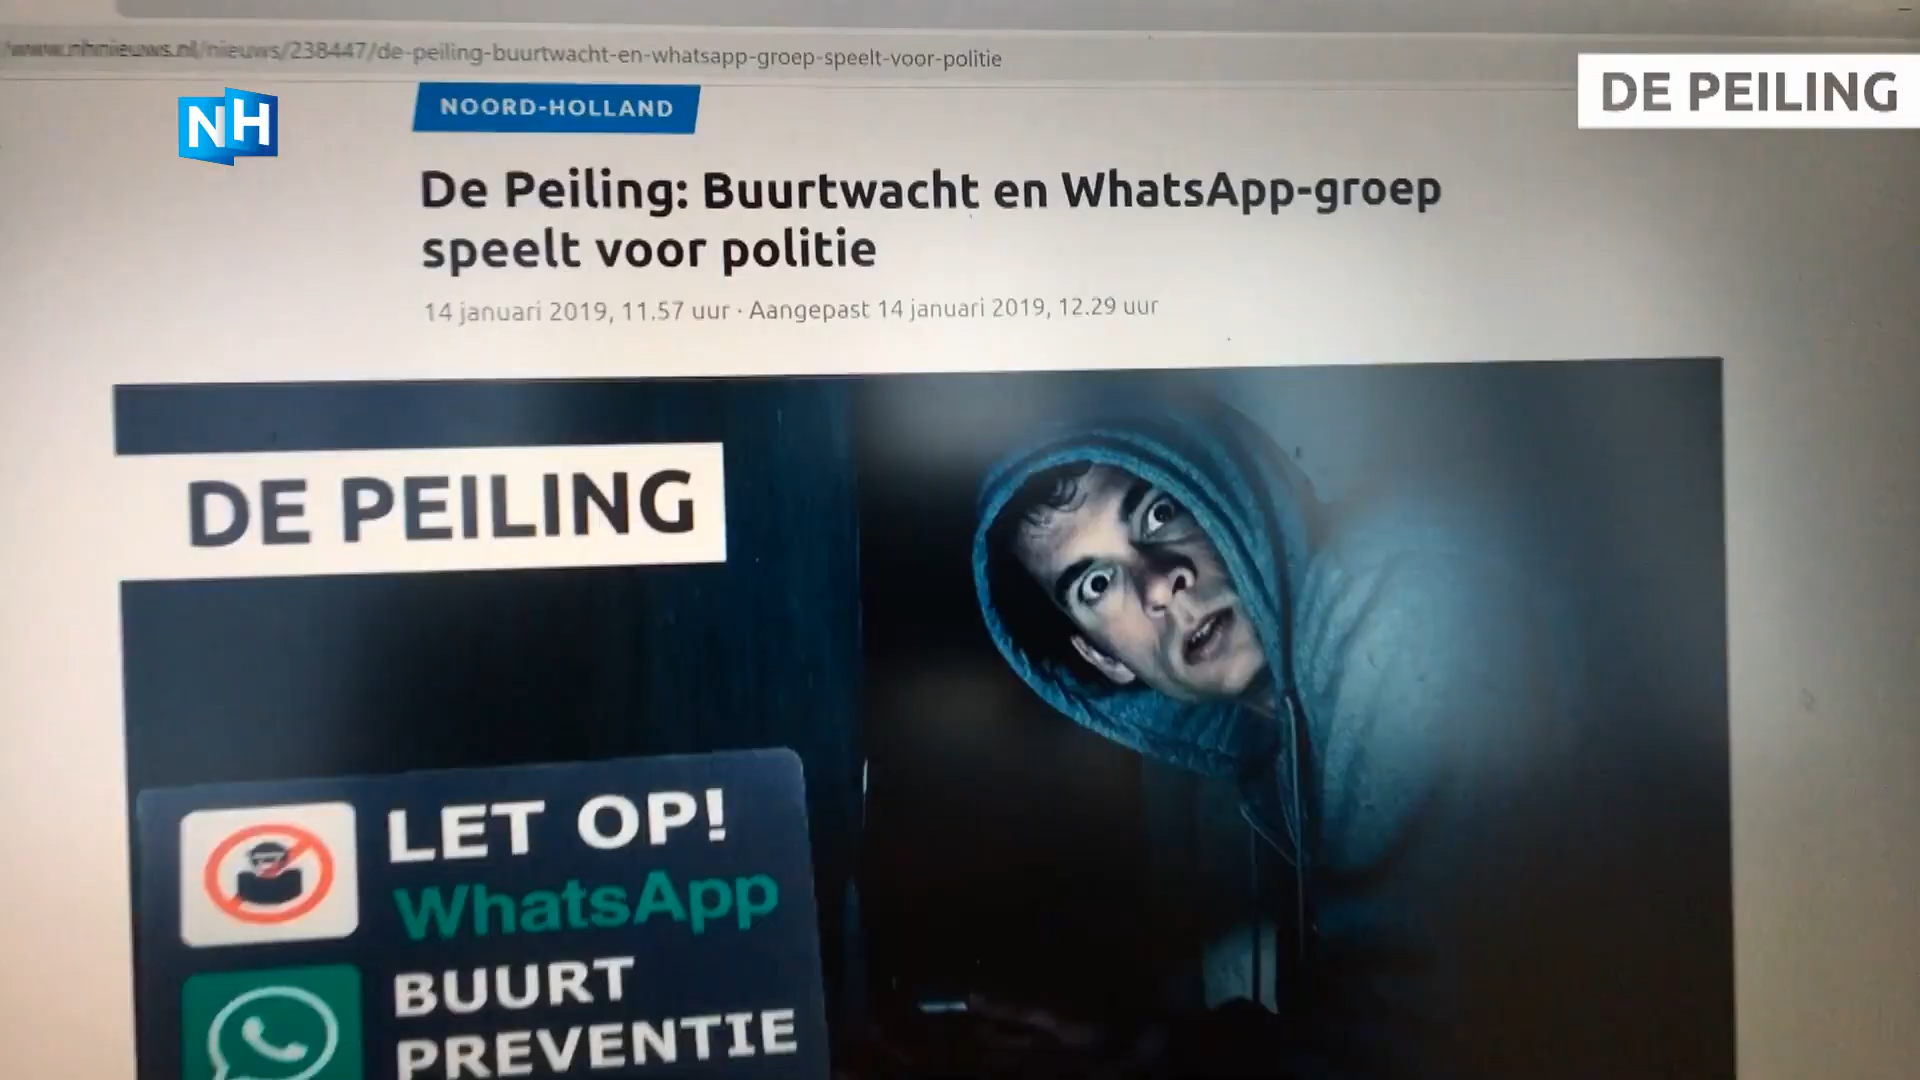 www.nhnieuws.nl/nieuws/238447/de-peiling-buurtwacht-en-whatsapp-groep-speelt-voor-politie
DE PEILING
NH
NOORD-HOLLAND
De Peiling: Buurtwacht en WhatsApp-groep
speelt voor politie
14 januari 2019, 11.57 uur · Aangepast 14 januari 2019, 12.29 uur
DE PEILING
LET OP!
WhatsApp
BUURT
PREVENTIE